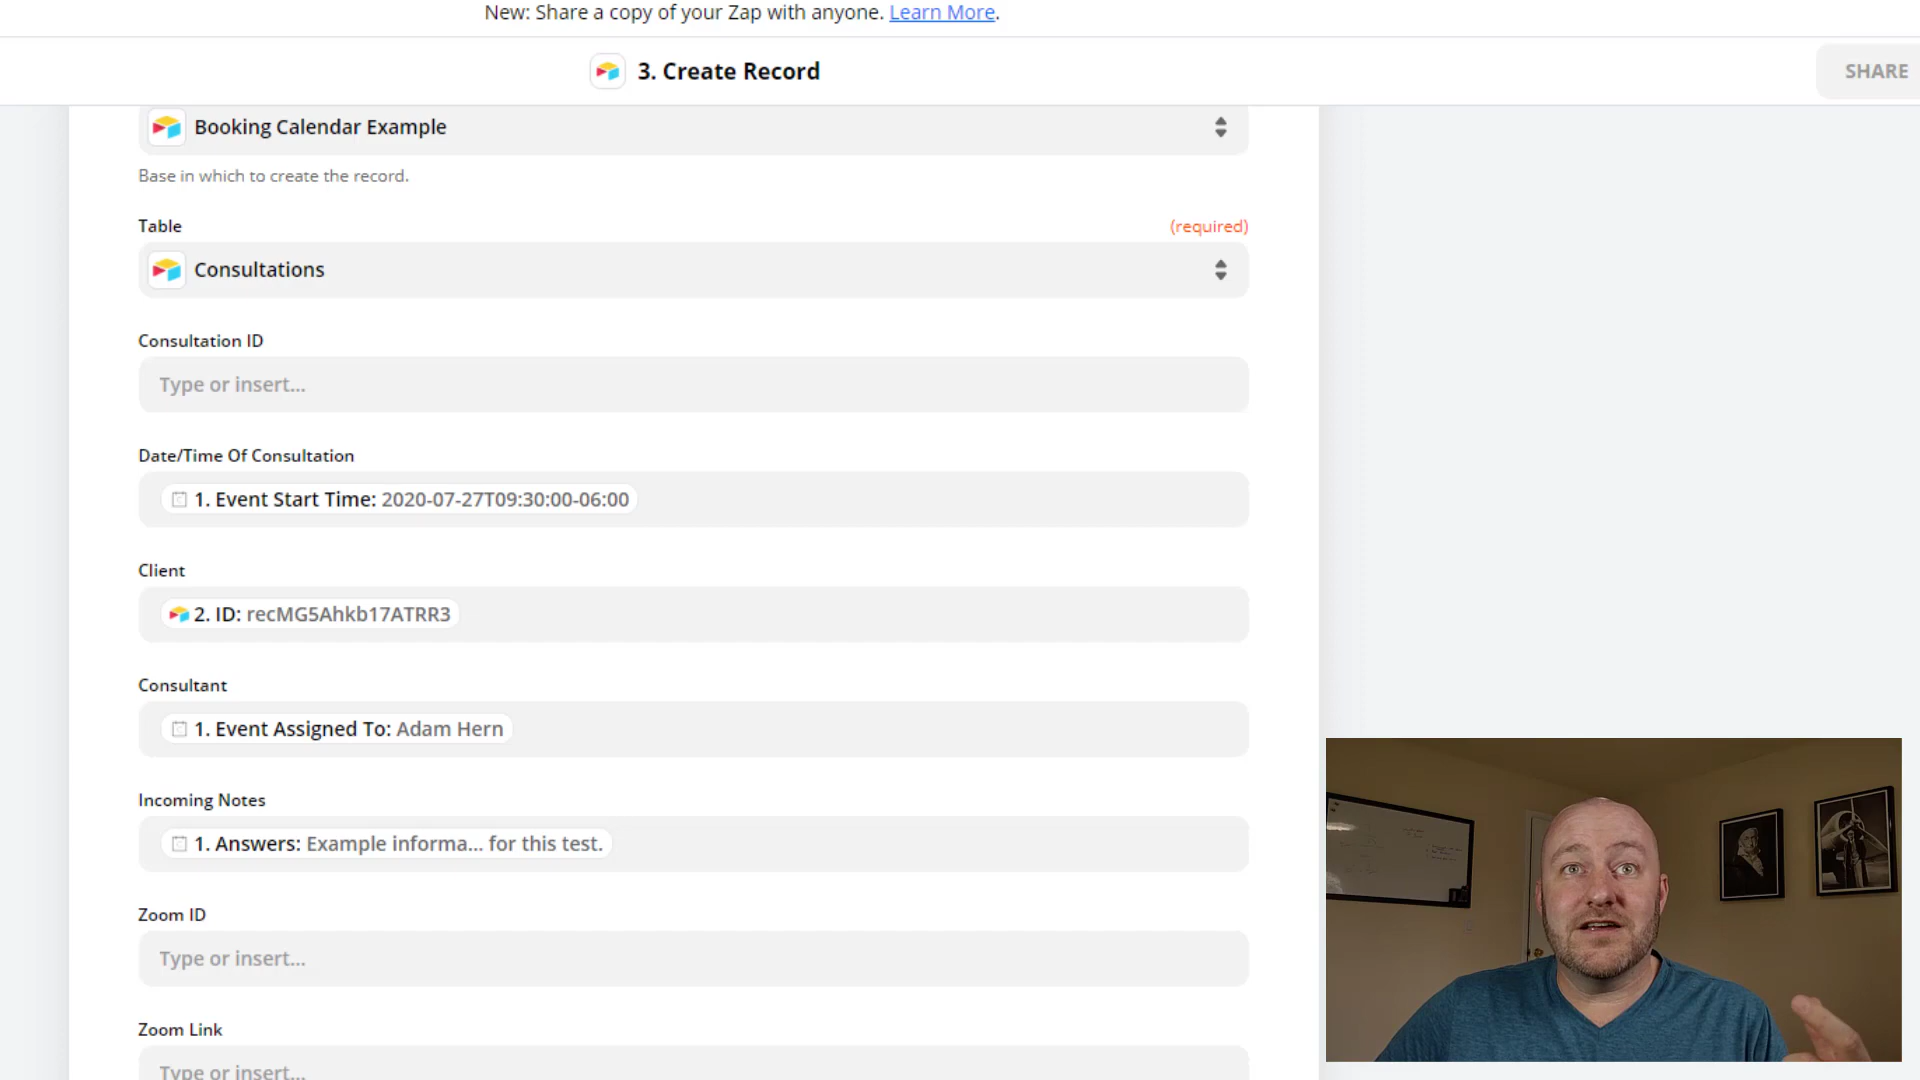 New: Share a copy of your Zap with anyone. Learn More.
3. Create Record
SHARE
Booking Calendar Example
Base in which to create the record.
Table (required)
Consultations
Consultation ID
Type or insert...
Date/Time Of Consultation
1. Event Start Time: 2020-07-27T09:30:00-06:00
Client
2. ID: recMG5Ahkb17ATRR3
Consultant
1. Event Assigned To: Adam Hern
Incoming Notes
1. Answers: Example informa... for this test.
Zoom ID
Type or insert...
Zoom Link
Type or insert...